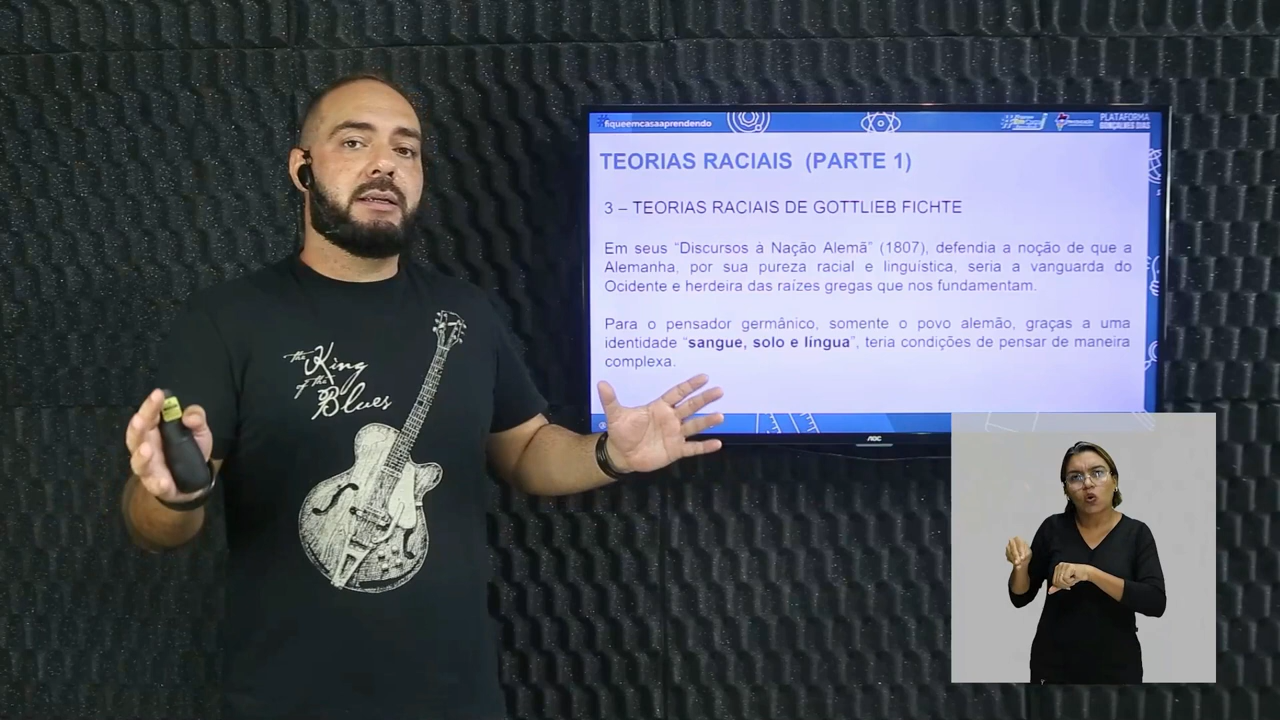 #fiqueemcasaaprendendo
PLATAFORMA
GONÇALVES DIAS
TEORIAS RACIAIS (PARTE 1)
3 – TEORIAS RACIAIS DE GOTTLIEB FICHTE
Em seus “Discursos à Nação Alemã” (1807), defendia a noção de que a
Alemanha, por sua pureza racial e linguística, seria a vanguarda do
Ocidente e herdeira das raízes gregas que nos fundamentam.
Para o pensador germânico, somente o povo alemão, graças a uma
identidade “sangue, solo e língua”, teria condições de pensar de maneira
complexa.
AOC
the King
of the
Blues